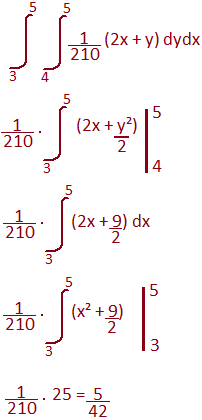 ∫₃⁵ ∫₄⁵ 1/210 (2x + y) dydx
1/210 · ∫₃⁵ (2x + y²/2) |₄⁵
1/210 · ∫₃⁵ (2x + 9/2) dx
1/210 · ∫₃⁵ (x² + 9/2) |₃⁵
1/210 · 25 = 5/42